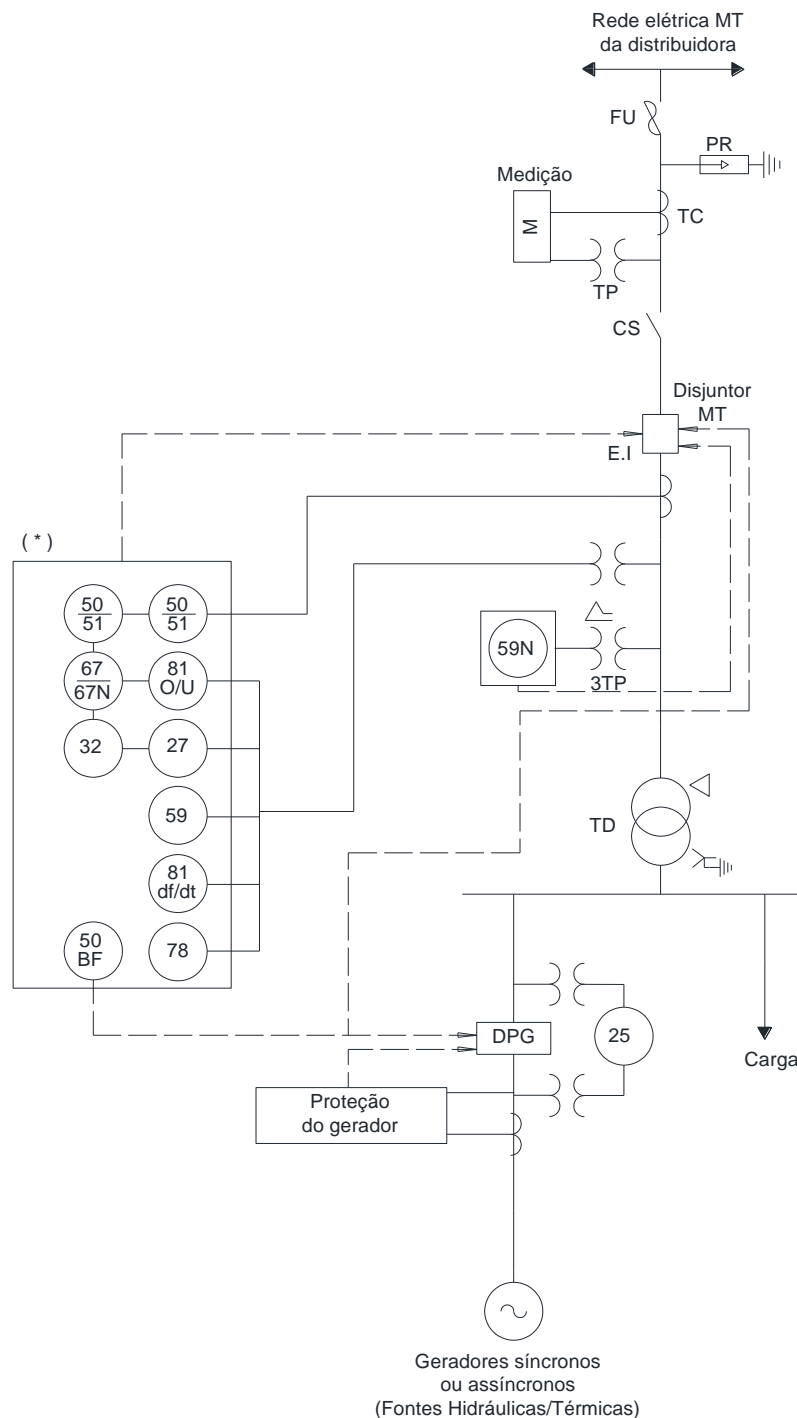 Rede elétrica MT
da distribuidora
FU
PR
Medição
M
TC
TP
CS
Disjuntor
MT
E.I
( * )
50
51
50
51
67
67N
81
O/U
59N
3TP
32
27
59
TD
81
df/dt
50
BF
78
DPG
25
Carga
Proteção
do gerador
Geradores síncronos
ou assíncronos
(Fontes Hidráulicas/Térmicas)